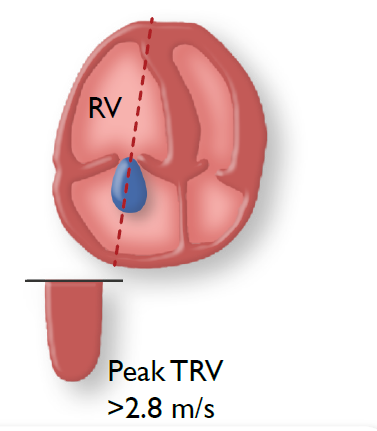 RV
Peak TRV
>2.8 m/s